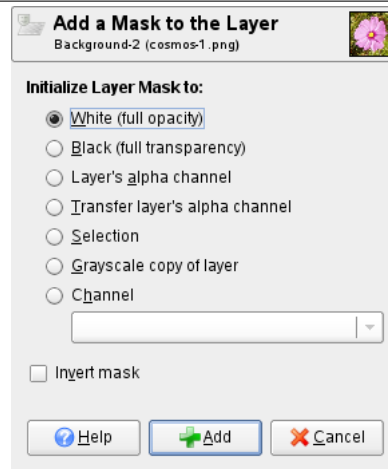 Add a Mask to the Layer
Background-2 (cosmos-1.png)
Initialize Layer Mask to:
White (full opacity)
Black (full transparency)
Layer's alpha channel
Transfer layer's alpha channel
Selection
Grayscale copy of layer
Channel
Invert mask
Help Add Cancel